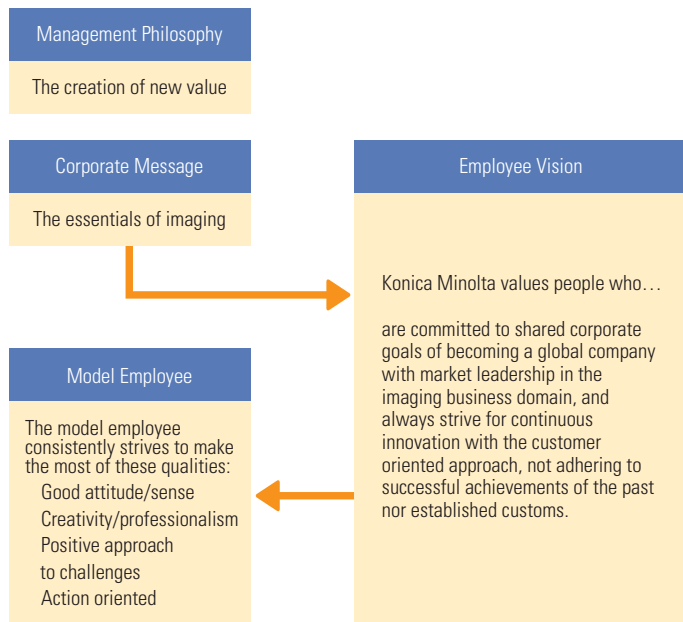 Management Philosophy
The creation of new value
Corporate Message
The essentials of imaging
Employee Vision
Konica Minolta values people who…
are committed to shared corporate
goals of becoming a global company
with market leadership in the
imaging business domain, and
always strive for continuous
innovation with the customer
oriented approach, not adhering to
successful achievements of the past
nor established customs.
Model Employee
The model employee
consistently strives to make
the most of these qualities:
Good attitude/sense
Creativity/professionalism
Positive approach
to challenges
Action oriented